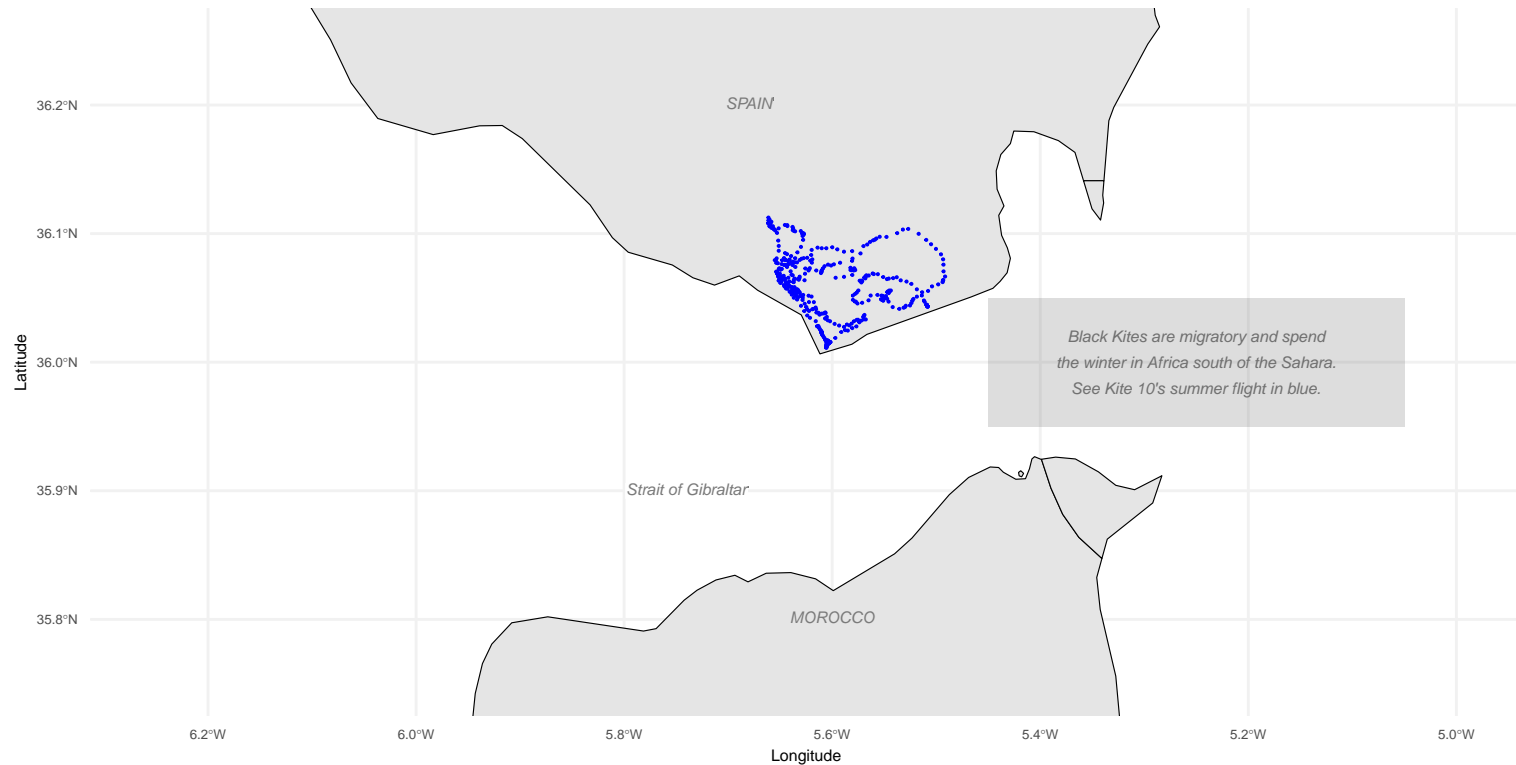 36.2°N
SPAIN
36.1°N
Black Kites are migratory and spend
the winter in Africa south of the Sahara.
See Kite 10's summer flight in blue.
36.0°N
Latitude
35.9°N
Strait of Gibraltar
35.8°N
MOROCCO
6.2°W
6.0°W
5.8°W
5.6°W
5.4°W
5.2°W
5.0°W
Longitude